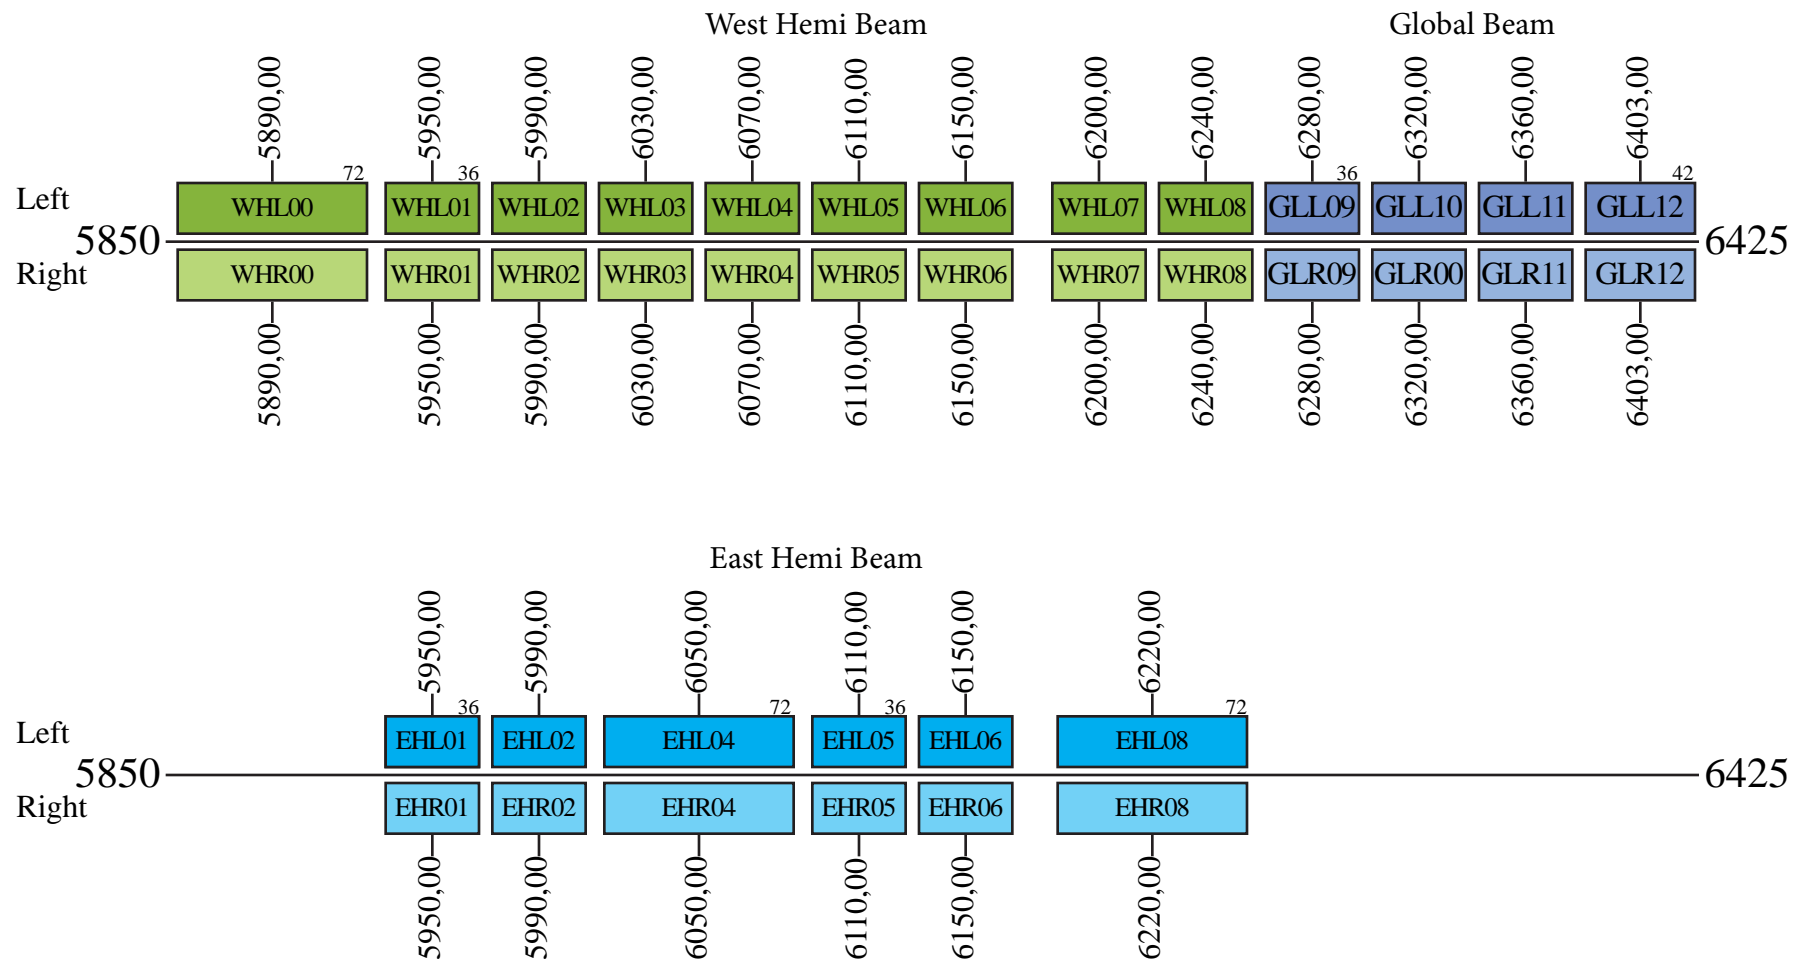 West Hemi Beam Global Beam
5890,00 5950,00 5990,00 6030,00 6070,00 6110,00 6150,00 6200,00 6240,00 6280,00 6320,00 6360,00 6403,00
72 36 36 42
Left WHL00 WHL01 WHL02 WHL03 WHL04 WHL05 WHL06 WHL07 WHL08 GLL09 GLL10 GLL11 GLL12
5850 6425
Right WHR00 WHR01 WHR02 WHR03 WHR04 WHR05 WHR06 WHR07 WHR08 GLR09 GLR00 GLR11 GLR12
5890,00 5950,00 5990,00 6030,00 6070,00 6110,00 6150,00 6200,00 6240,00 6280,00 6320,00 6360,00 6403,00
East Hemi Beam
5950,00 5990,00 6050,00 6110,00 6150,00 6220,00
36 72 36 72
Left EHL01 EHL02 EHL04 EHL05 EHL06 EHL08
5850 6425
Right EHR01 EHR02 EHR04 EHR05 EHR06 EHR08
5950,00 5990,00 6050,00 6110,00 6150,00 6220,00